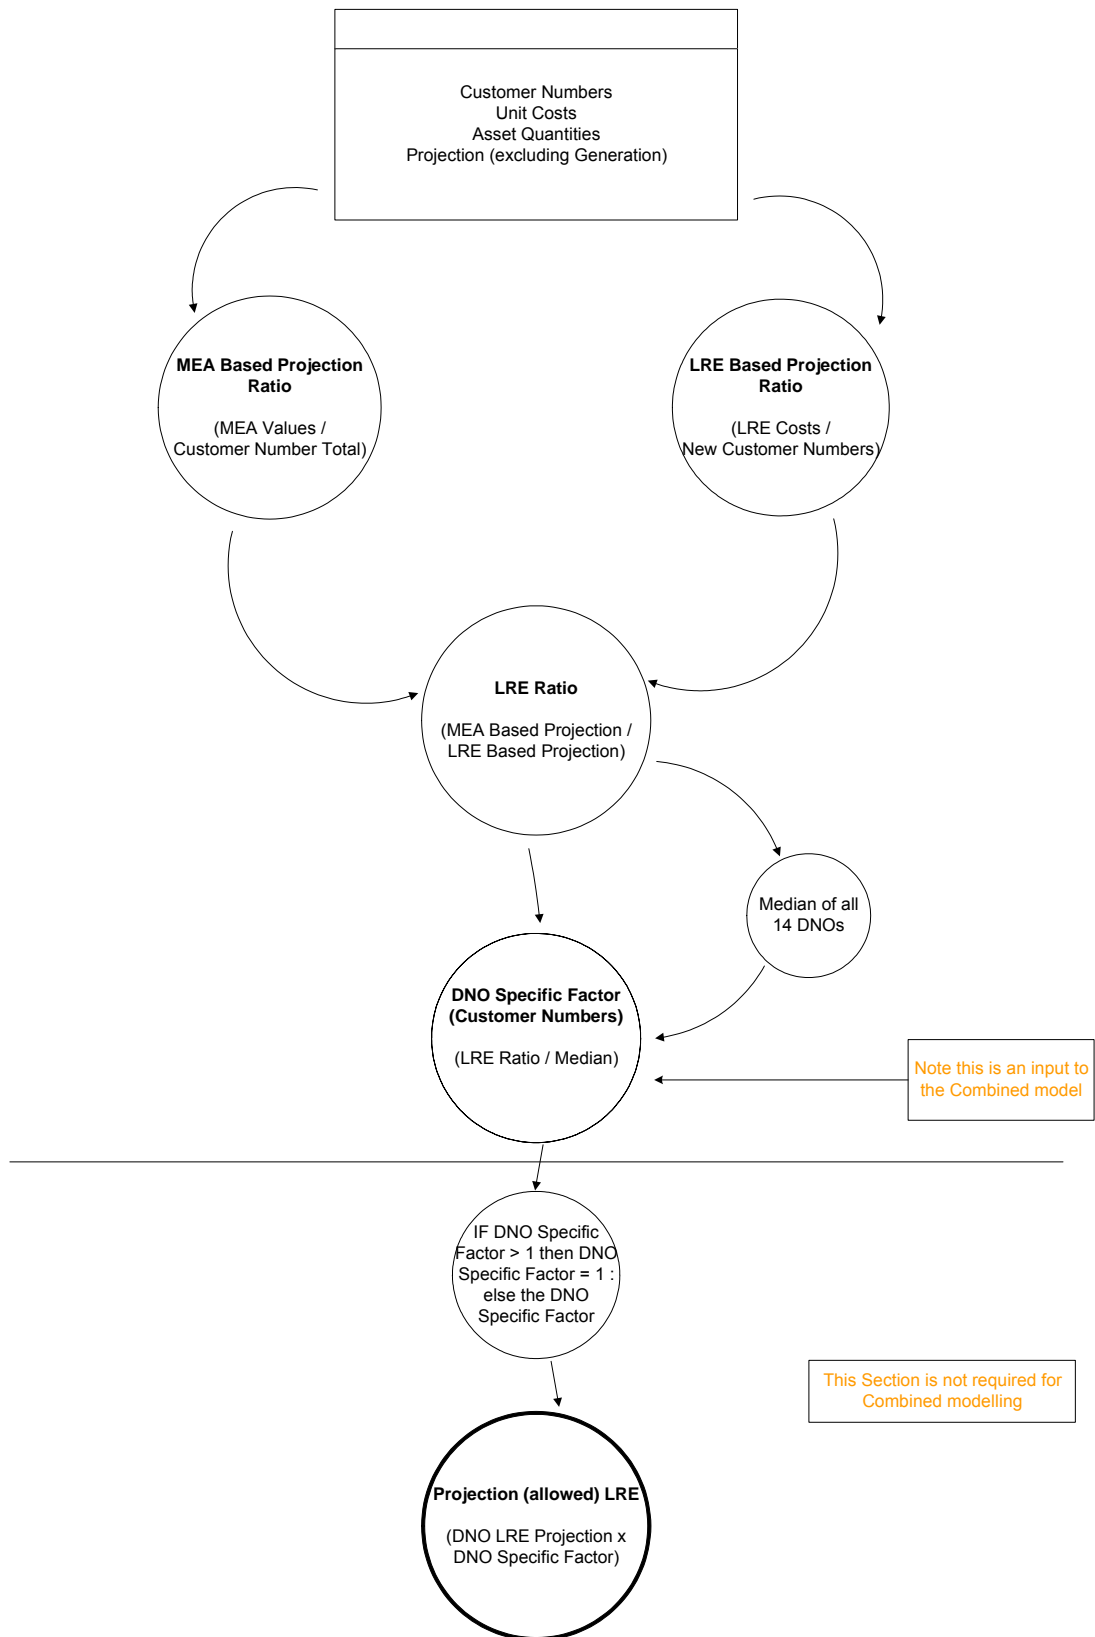 Customer Numbers
Unit Costs
Asset Quantities
Projection (excluding Generation)
MEA Based Projection
Ratio
(MEA Values /
Customer Number Total)
LRE Based Projection
Ratio
(LRE Costs /
New Customer Numbers)
LRE Ratio
(MEA Based Projection /
LRE Based Projection)
Median of all
14 DNOs
DNO Specific Factor
(Customer Numbers)
(LRE Ratio / Median)
Note this is an input to
the Combined model
IF DNO Specific
Factor > 1 then DNO
Specific Factor = 1 :
else the DNO
Specific Factor
This Section is not required for
Combined modelling
Projection (allowed) LRE
(DNO LRE Projection x
DNO Specific Factor)